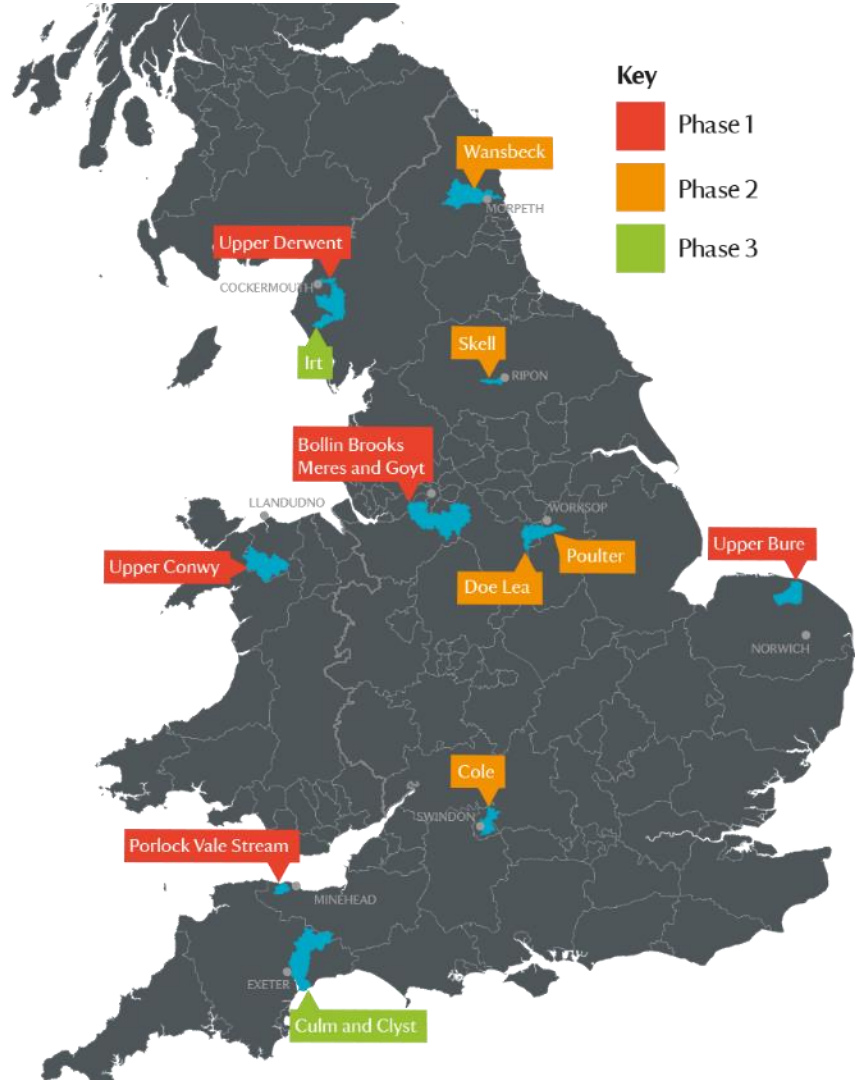 Key
Phase 1
Phase 2
Phase 3
Wansbeck
MORPETH
Upper Derwent
COCKERMOUTH
Irt
Skell
RIPON
Bollin Brooks
Meres and Goyt
LLANDUDNO
WORKSOP
Upper Conwy
Doe Lea
Poulter
Upper Bure
NORWICH
Cole
SWINDON
Porlock Vale Stream
MINEHEAD
EXETER
Culm and Clyst